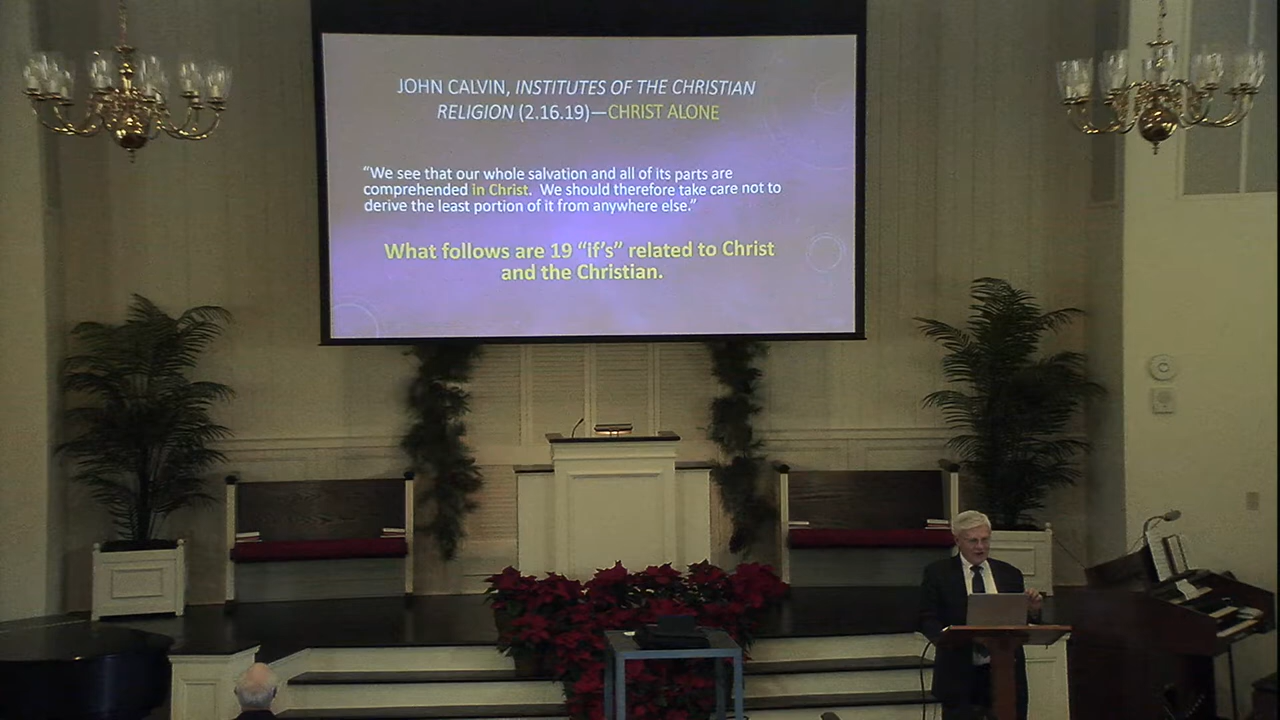 JOHN CALVIN, INSTITUTES OF THE CHRISTIAN
RELIGION (2.16.19)—CHRIST ALONE
“We see that our whole salvation and all of its parts are
comprehended in Christ. We should therefore take care not to
derive the least portion of it from anywhere else.”
What follows are 19 “if’s” related to Christ
and the Christian.